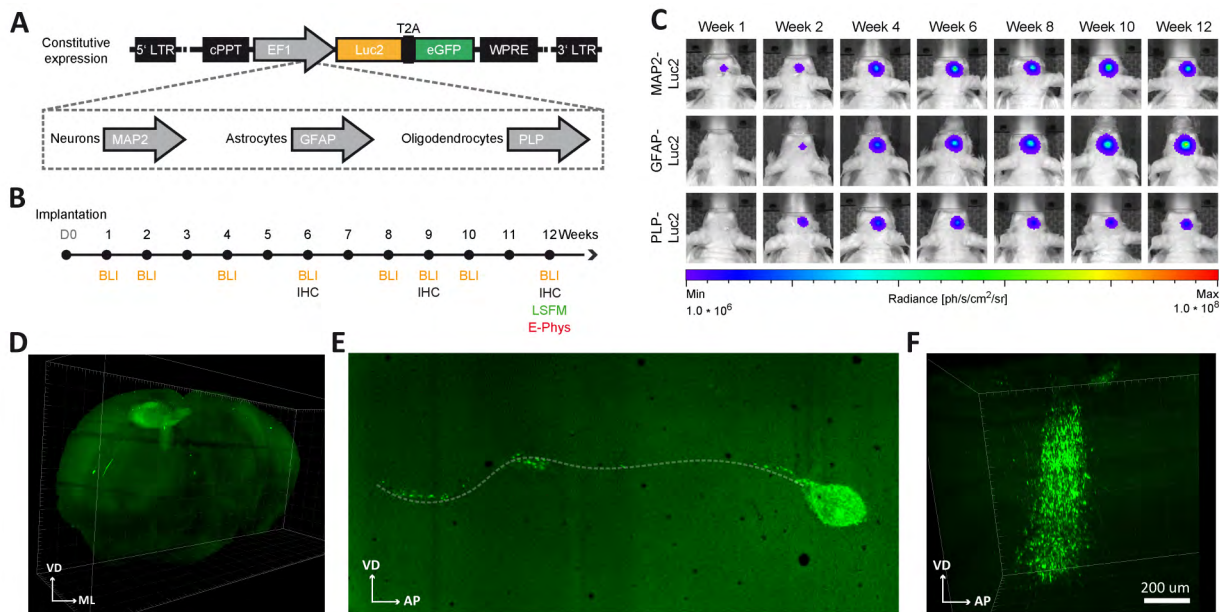 A
Constitutive
expression
5' LTR
cPPT
EF1
Luc2
T2A
eGFP
WPRE
3' LTR
Neurons
MAP2
Astrocytes
GFAP
Oligodendrocytes
PLP
B
Implantation
D0 1 2 3 4 5 6 7 8 9 10 11 12 Weeks
BLI BLI BLI BLI BLI BLI BLI
IHC IHC IHC
LSFM
E-Phys
C
Week 1 Week 2 Week 4 Week 6 Week 8 Week 10 Week 12
MAP2-
Luc2
GFAP-
Luc2
PLP-
Luc2
Min Max
1.0 * 10⁶ Radiance [ph/s/cm²/sr] 1.0 * 10⁸
D
VD
ML
E
VD
AP
F
VD
AP
200 um